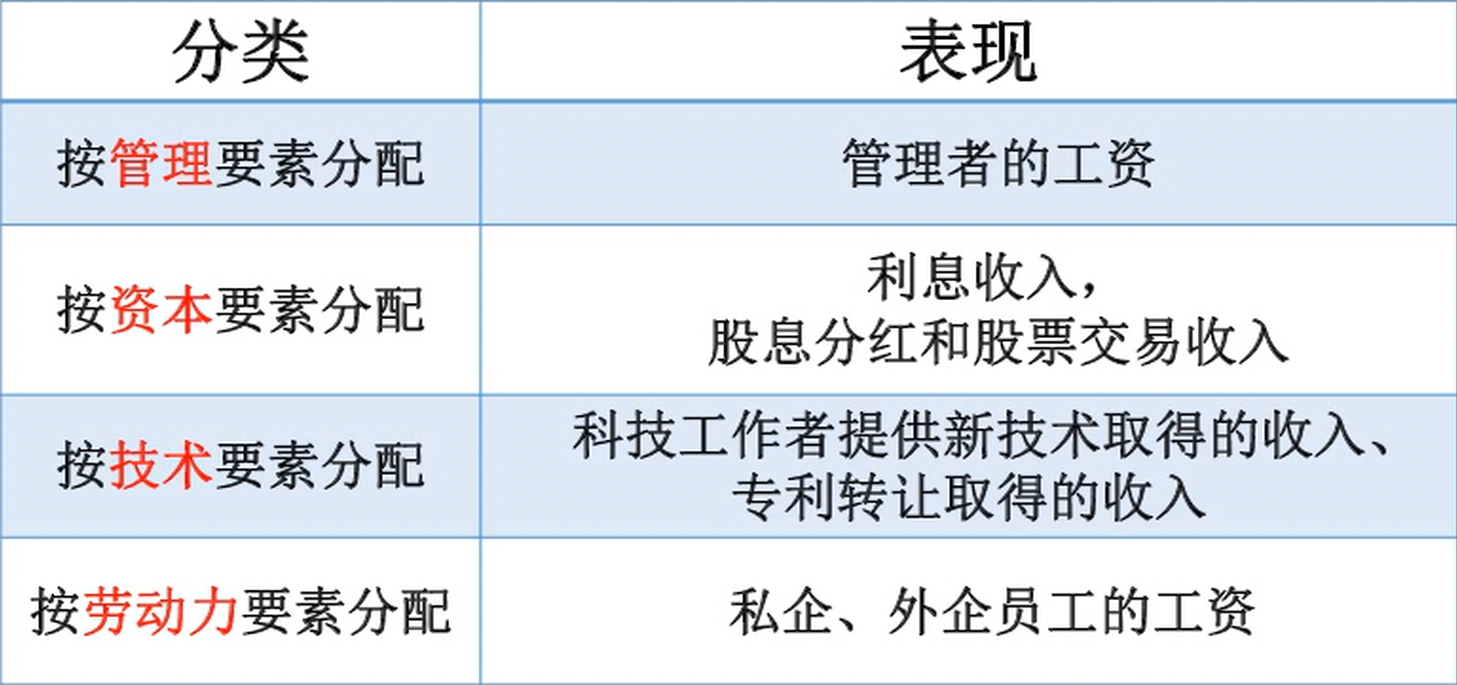 分类
表现
按管理要素分配
管理者的工资
按资本要素分配
利息收入，
股息分红和股票交易收入
按技术要素分配
科技工作者提供新技术取得的收入、
专利转让取得的收入
按劳动力要素分配
私企、外企员工的工资